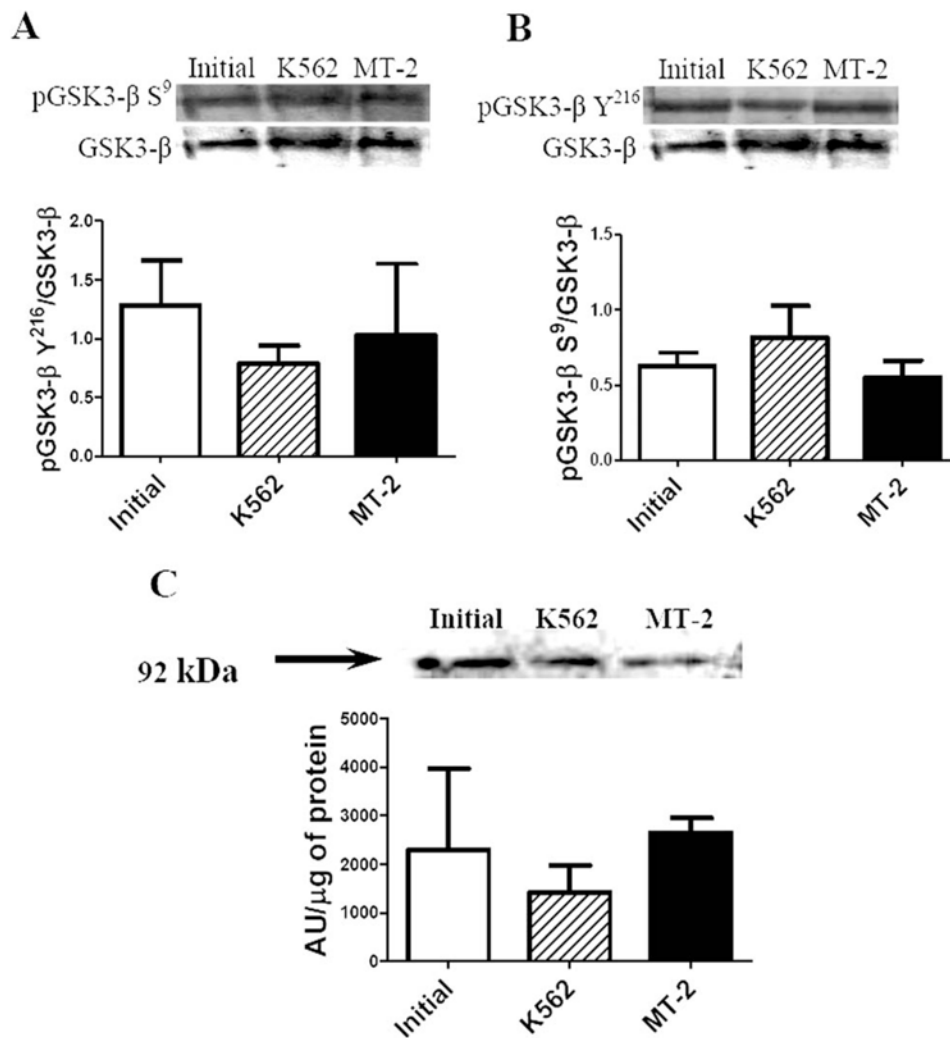 A
Initial K562 MT-2
pGSK3-β S⁹
GSK3-β
pGSK3-β Y²¹⁶/GSK3-β
2.0
1.5
1.0
0.5
0.0
Initial
K562
MT-2
B
Initial K562 MT-2
pGSK3-β Y²¹⁶
GSK3-β
pGSK3-β S⁹/GSK3-β
1.5
1.0
0.5
0.0
Initial
K562
MT-2
C
Initial K562 MT-2
92 kDa
AU/µg of protein
5000
4000
3000
2000
1000
0
Initial
K562
MT-2